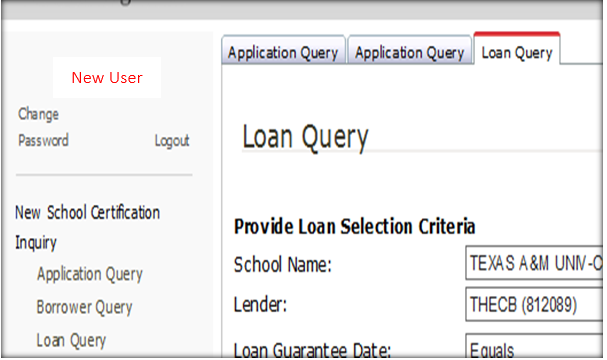 Application Query Application Query Loan Query
New User
Change
Password Logout
New School Certification
Inquiry
Application Query
Borrower Query
Loan Query
Loan Query
Provide Loan Selection Criteria
School Name: TEXAS A&M UNIV-C
Lender: THECB (812089)
Loan Guarantee Date: Equals